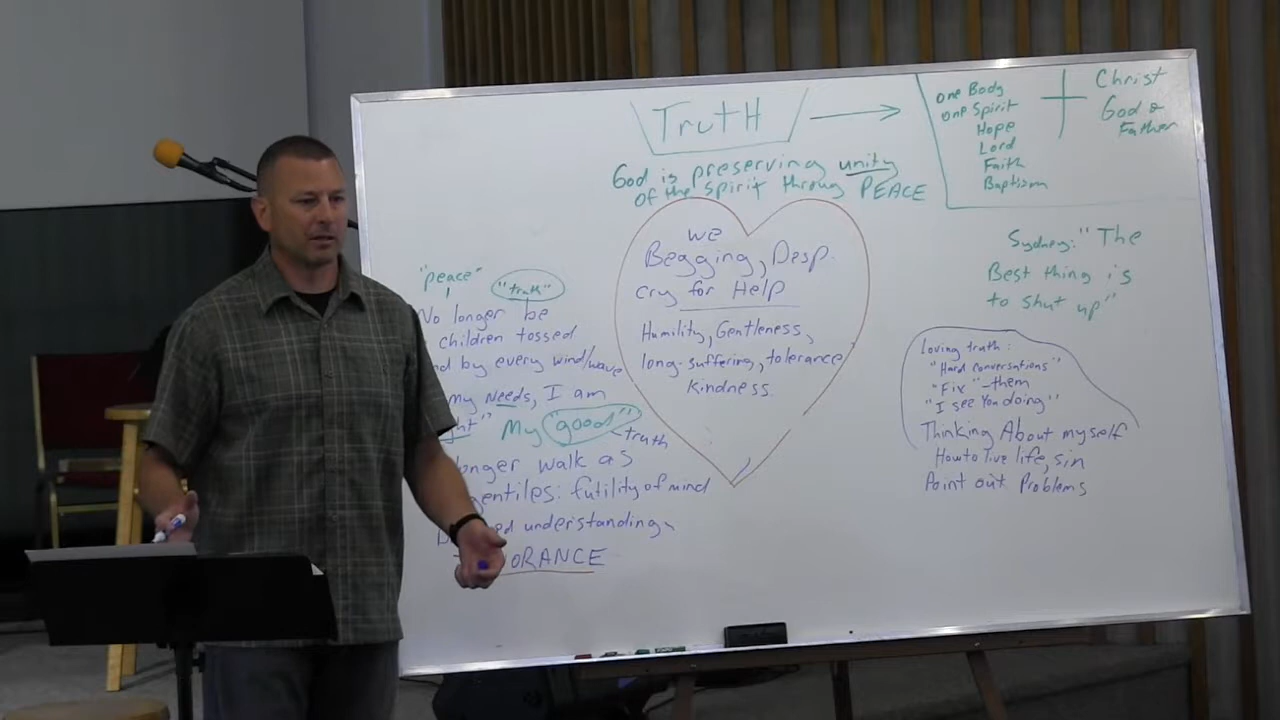 TrutH
God is preserving unity
of the Spirit through PEACE
one Body
one Spirit
Hope
Lord
Faith
Baptism
Christ
God &
Father
we
Begging, Desp.
cry for Help
Humility, Gentleness,
long-suffering, tolerance
Kindness
"peace"
"truth"
No longer be
children tossed
by every wind/wave
my needs, I am
My "good"
truth
longer walk as
gentiles: futility of mind
understanding
ORANCE
Sydney: "The
Best thing is
to shut up"
Loving truth:
"Hard conversations"
"Fix"-them
"I see you doing"
Thinking About myself
How to live life, sin
Point out Problems